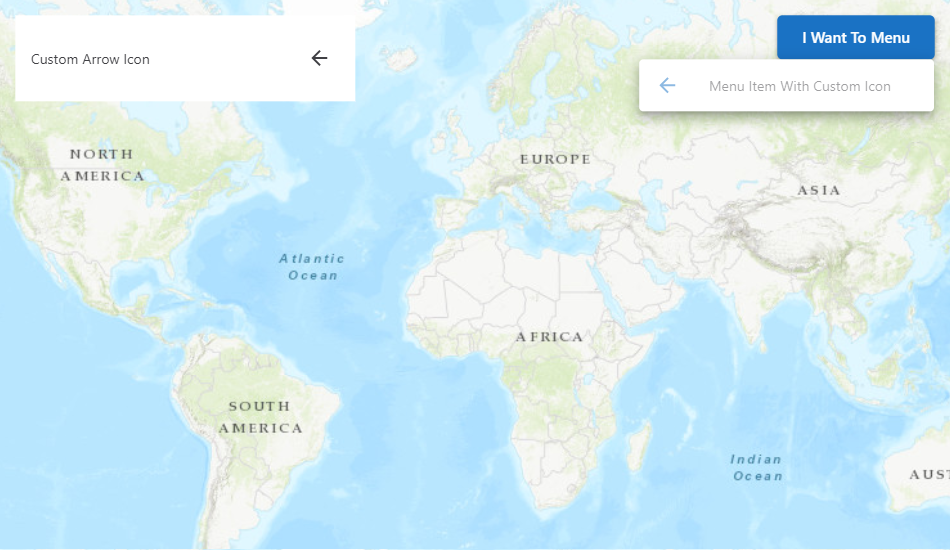 Custom Arrow Icon
I Want To Menu
Menu Item With Custom Icon
NORTH
AMERICA
EUROPE
ASIA
Atlantic
Ocean
AFRICA
SOUTH
AMERICA
Indian
Ocean
AUST